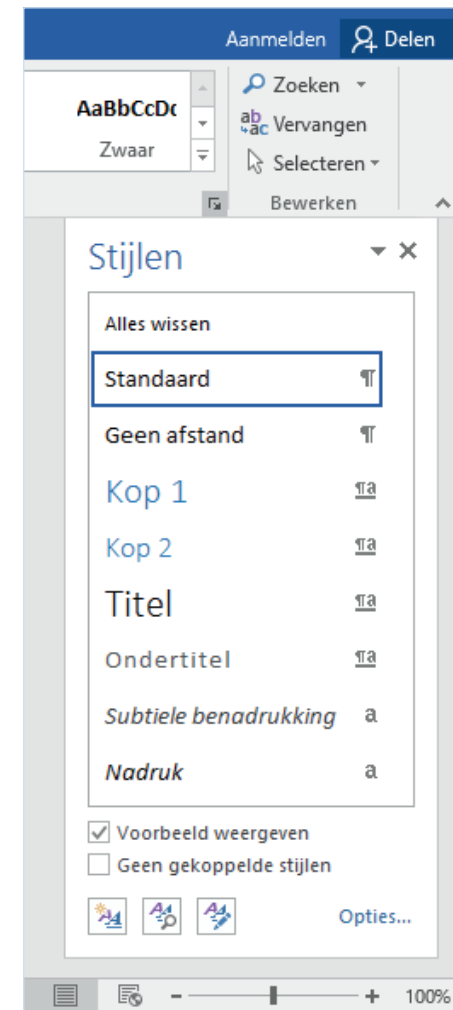 Aanmelden Delen
AaBbCcDc
Zwaar
Zoeken
Vervangen
Selecteren
Bewerken
Stijlen
Alles wissen
Standaard ¶
Geen afstand ¶
Kop 1 ¶a
Kop 2 ¶a
Titel ¶a
Ondertitel ¶a
Subtiele benadrukking a
Nadruk a
Voorbeeld weergeven
Geen gekoppelde stijlen
Opties...
100%